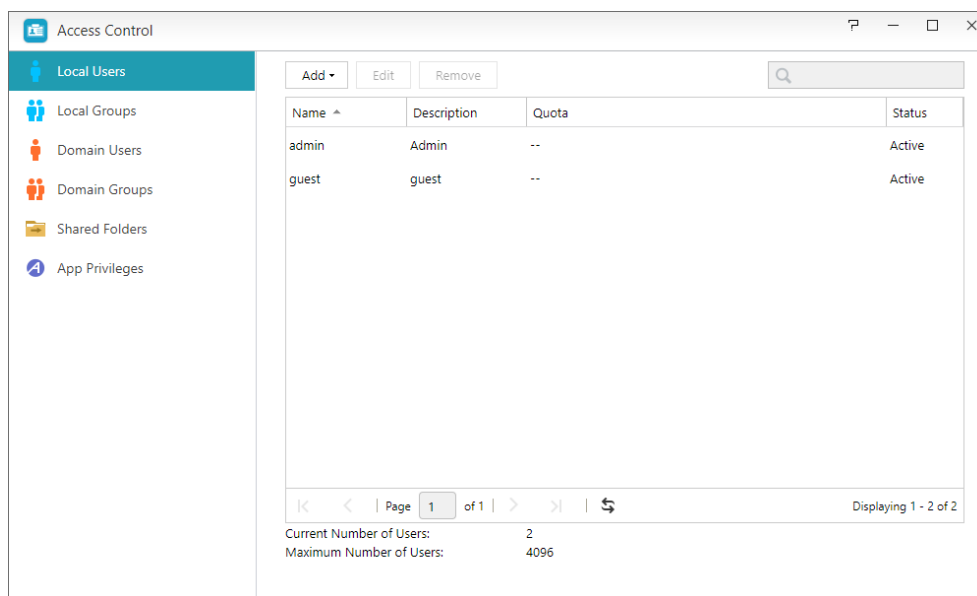 Access Control
Local Users
Local Groups
Domain Users
Domain Groups
Shared Folders
App Privileges
Add Edit Remove
Name Description Quota Status
admin Admin -- Active
guest guest -- Active
Page 1 of 1 Displaying 1 - 2 of 2
Current Number of Users: 2
Maximum Number of Users: 4096